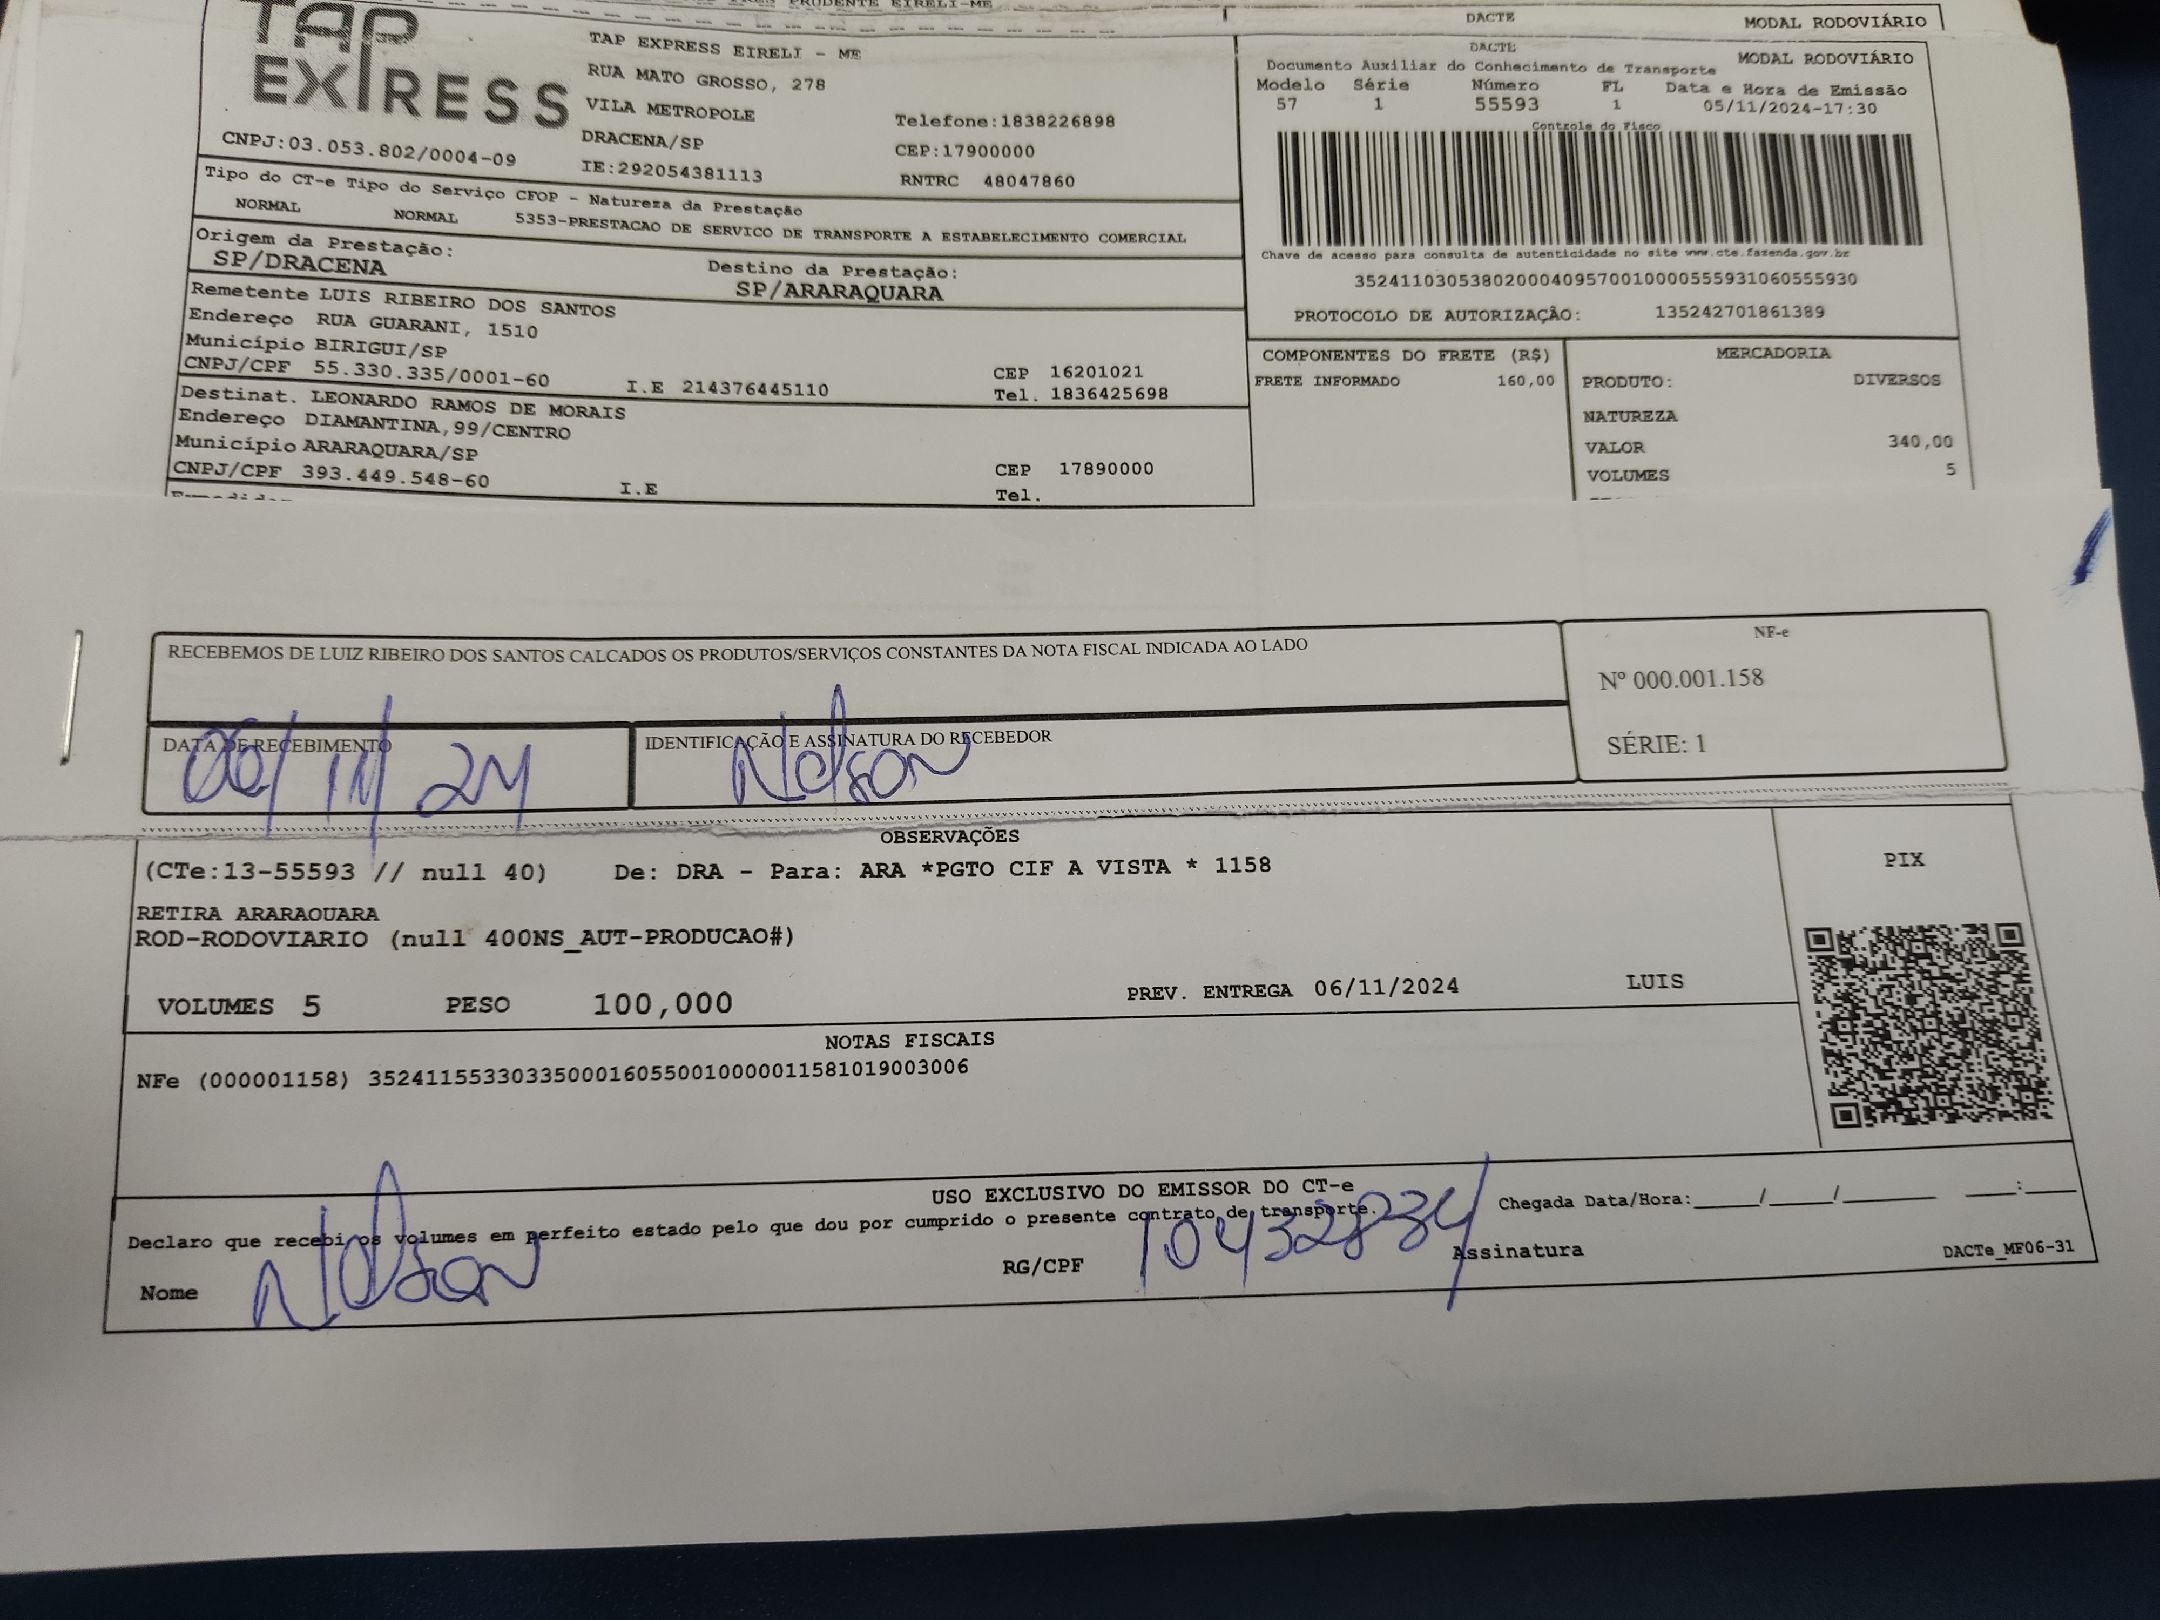 PRUDENTE EIRELI-ME
DACTE
MODAL RODOVIÁRIO
TAP
EXPRESS
CNPJ:03.053.802/0004-09
TAP EXPRESS EIRELI - ME
RUA MATO GROSSO, 278
VILA METROPOLE
DRACENA/SP
IE:292054381113
Telefone:1838226898
CEP:17900000
RNTRC 48047860
DACTE
MODAL RODOVIÁRIO
Documento Auxiliar do Conhecimento de Transporte
Modelo Série Número FL Data e Hora de Emissão
57 1 55593 1 05/11/2024-17:30
Controle do Fisco
Chave de acesso para consulta de autenticidade no site www.cte.fazenda.gov.br
35241103053802000409570010000555931060555930
PROTOCOLO DE AUTORIZAÇÃO: 135242701861389
Tipo do CT-e Tipo do Serviço CFOP - Natureza da Prestação
NORMAL NORMAL 5353-PRESTACAO DE SERVICO DE TRANSPORTE A ESTABELECIMENTO COMERCIAL
Origem da Prestação:
SP/DRACENA
Destino da Prestação:
SP/ARARAQUARA
Remetente LUIS RIBEIRO DOS SANTOS
Endereço RUA GUARANI, 1510
Município BIRIGUI/SP
CNPJ/CPF 55.330.335/0001-60 I.E 214376445110
CEP 16201021
Tel. 1836425698
Destinat. LEONARDO RAMOS DE MORAIS
Endereço DIAMANTINA,99/CENTRO
Município ARARAQUARA/SP
CNPJ/CPF 393.449.548-60 I.E
CEP 17890000
Tel.
COMPONENTES DO FRETE (R$)
FRETE INFORMADO 160,00
MERCADORIA
PRODUTO: DIVERSOS
NATUREZA
VALOR 340,00
VOLUMES 5
RECEBEMOS DE LUIZ RIBEIRO DOS SANTOS CALCADOS OS PRODUTOS/SERVIÇOS CONSTANTES DA NOTA FISCAL INDICADA AO LADO
NF-e
Nº 000.001.158
SÉRIE: 1
DATA DE RECEBIMENTO
06/11/24
IDENTIFICAÇÃO E ASSINATURA DO RECEBEDOR
Nelson
OBSERVAÇÕES
(CTe:13-55593 // null 40) De: DRA - Para: ARA *PGTO CIF A VISTA * 1158
PIX
RETIRA ARARAQUARA
ROD-RODOVIARIO (null 400NS_AUT-PRODUCAO#)
VOLUMES 5 PESO 100,000 PREV. ENTREGA 06/11/2024 LUIS
NOTAS FISCAIS
NFe (000001158) 35241155330335000160550010000011581019003006
USO EXCLUSIVO DO EMISSOR DO CT-e
Declaro que recebi os volumes em perfeito estado pelo que dou por cumprido o presente contrato de transporte.
Chegada Data/Hora:_____/_____/________ ____:____
Nome Nelson RG/CPF 104328834 Assinatura
DACTe_MF06-31